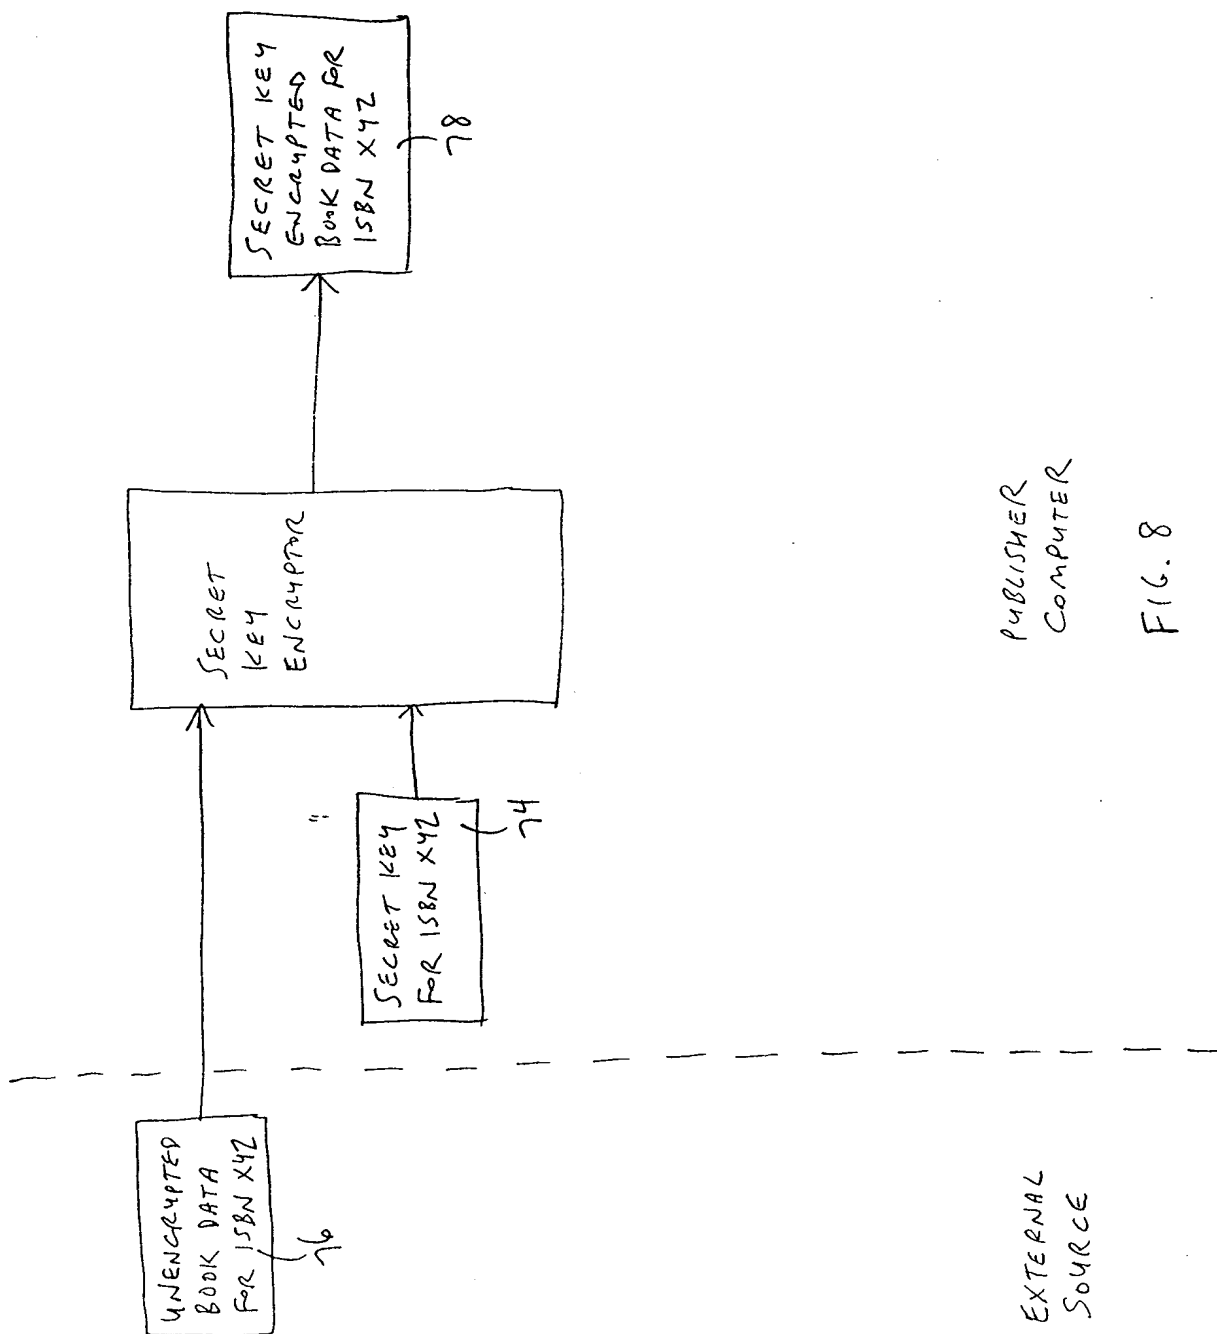 UNENCRYPTED
BOOK DATA
FOR ISBN XYZ
76
SECRET KEY
FOR ISBN XYZ
74
SECRET
KEY
ENCRYPTOR
SECRET KEY
ENCRYPTED
BOOK DATA FOR
ISBN XYZ
78
EXTERNAL
SOURCE
PUBLISHER
COMPUTER
FIG. 8